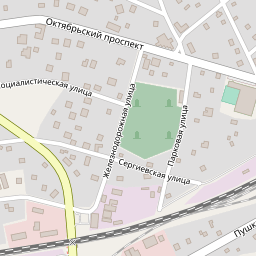 Октябрьский проспект
оциалистическая улица
Железнодорожная улица
Парковая улица
Сергиевская улица
Пушк